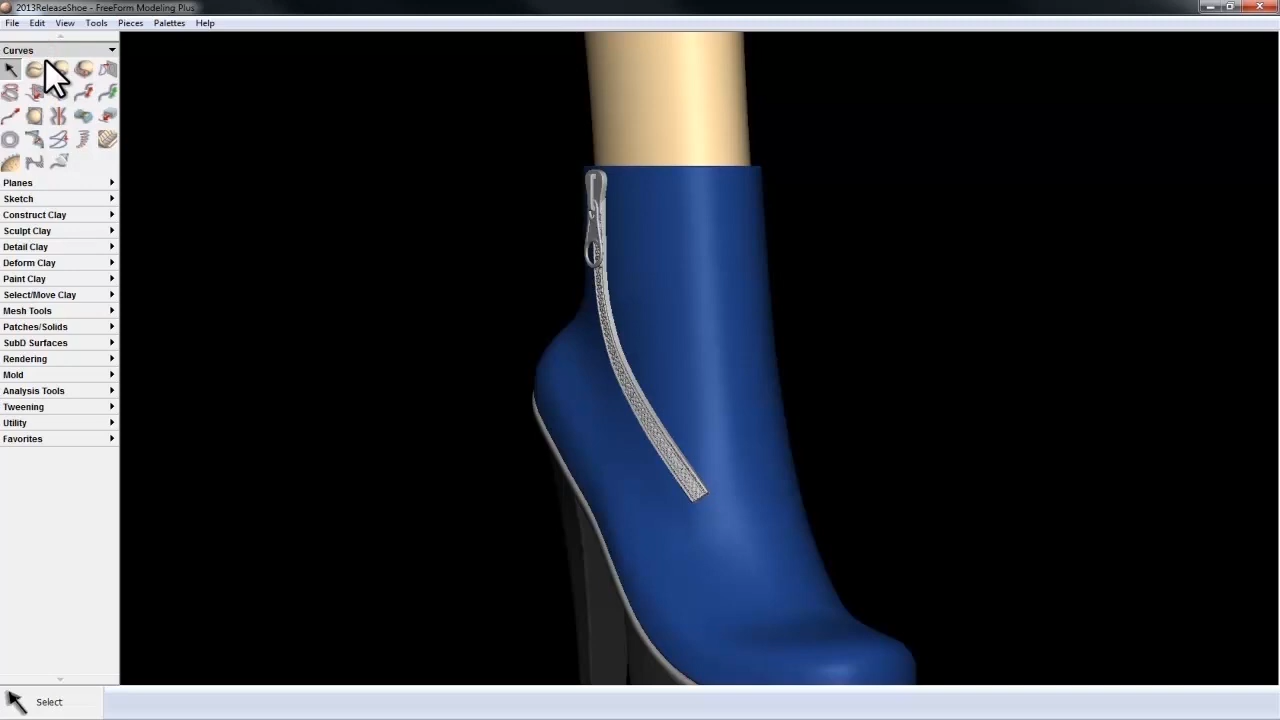 2013ReleaseShoe - FreeForm Modeling Plus
File Edit View Tools Pieces Palettes Help
Curves
Planes
Sketch
Construct Clay
Sculpt Clay
Detail Clay
Deform Clay
Paint Clay
Select/Move Clay
Mesh Tools
Patches/Solids
SubD Surfaces
Rendering
Mold
Analysis Tools
Tweening
Utility
Favorites
Select